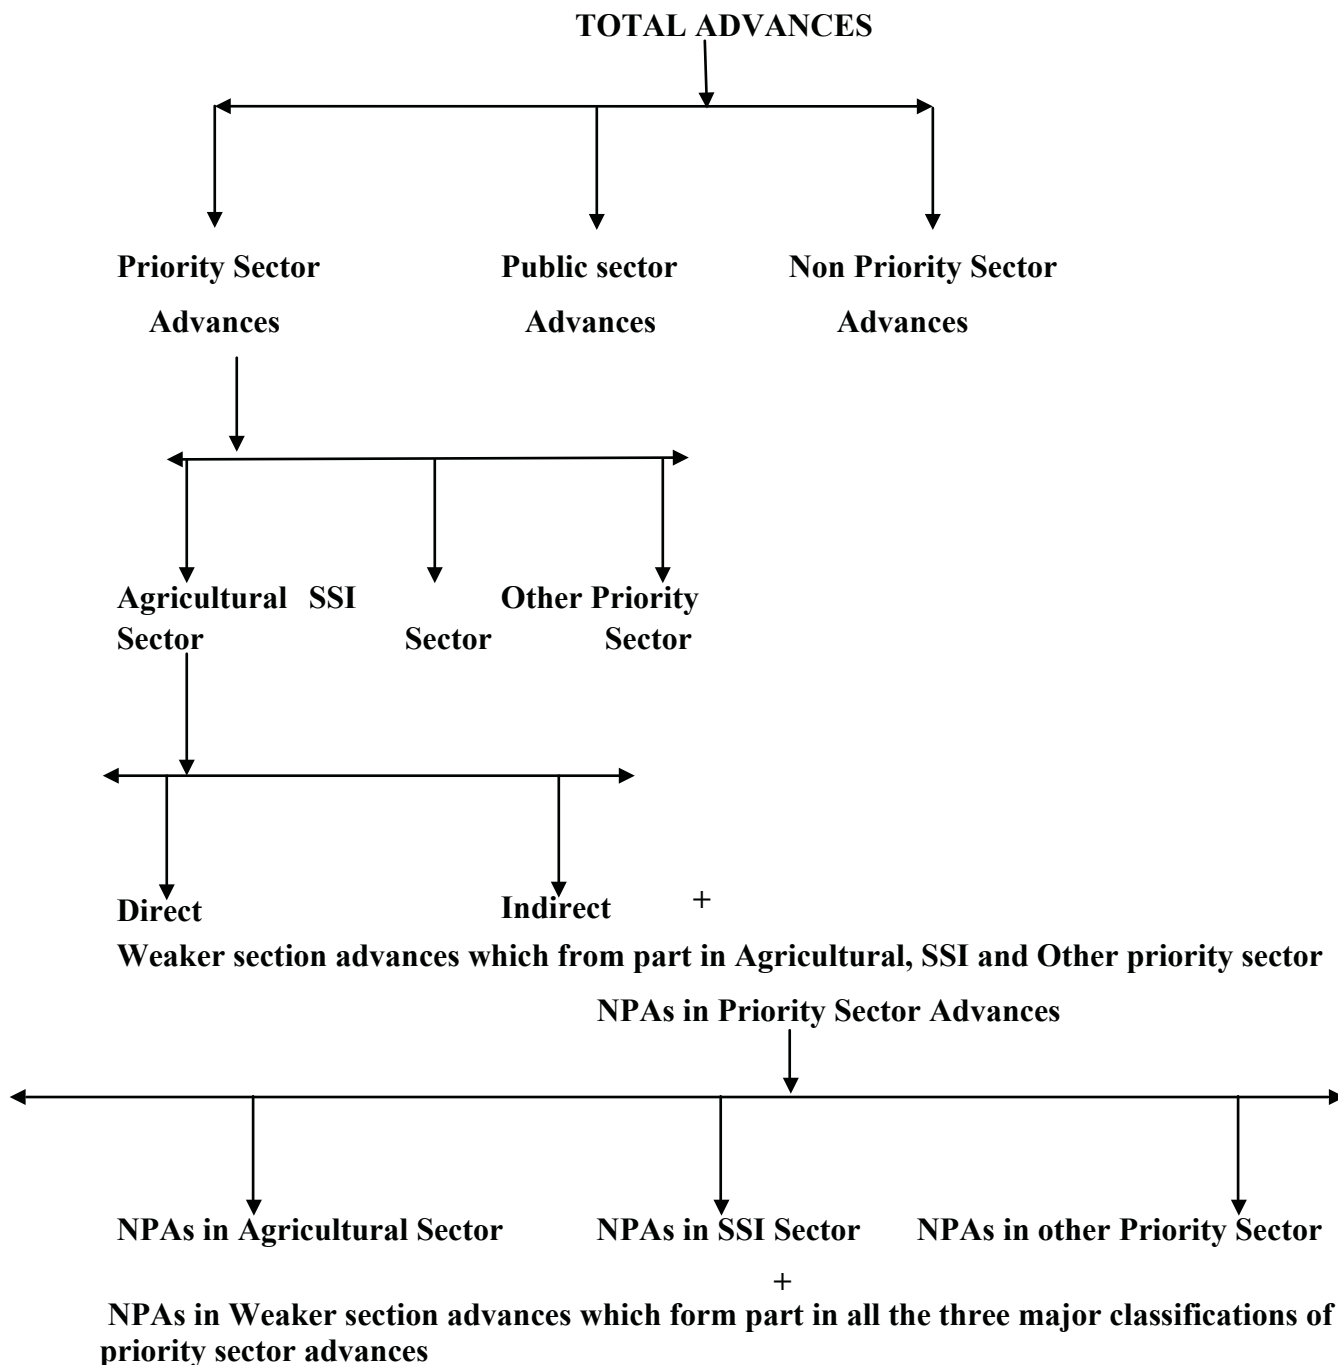 TOTAL ADVANCES
Priority Sector Public sector Non Priority Sector
Advances Advances Advances
Agricultural SSI Other Priority
Sector Sector Sector
Direct Indirect +
Weaker section advances which from part in Agricultural, SSI and Other priority sector
NPAs in Priority Sector Advances
NPAs in Agricultural Sector NPAs in SSI Sector NPAs in other Priority Sector
+
NPAs in Weaker section advances which form part in all the three major classifications of
priority sector advances